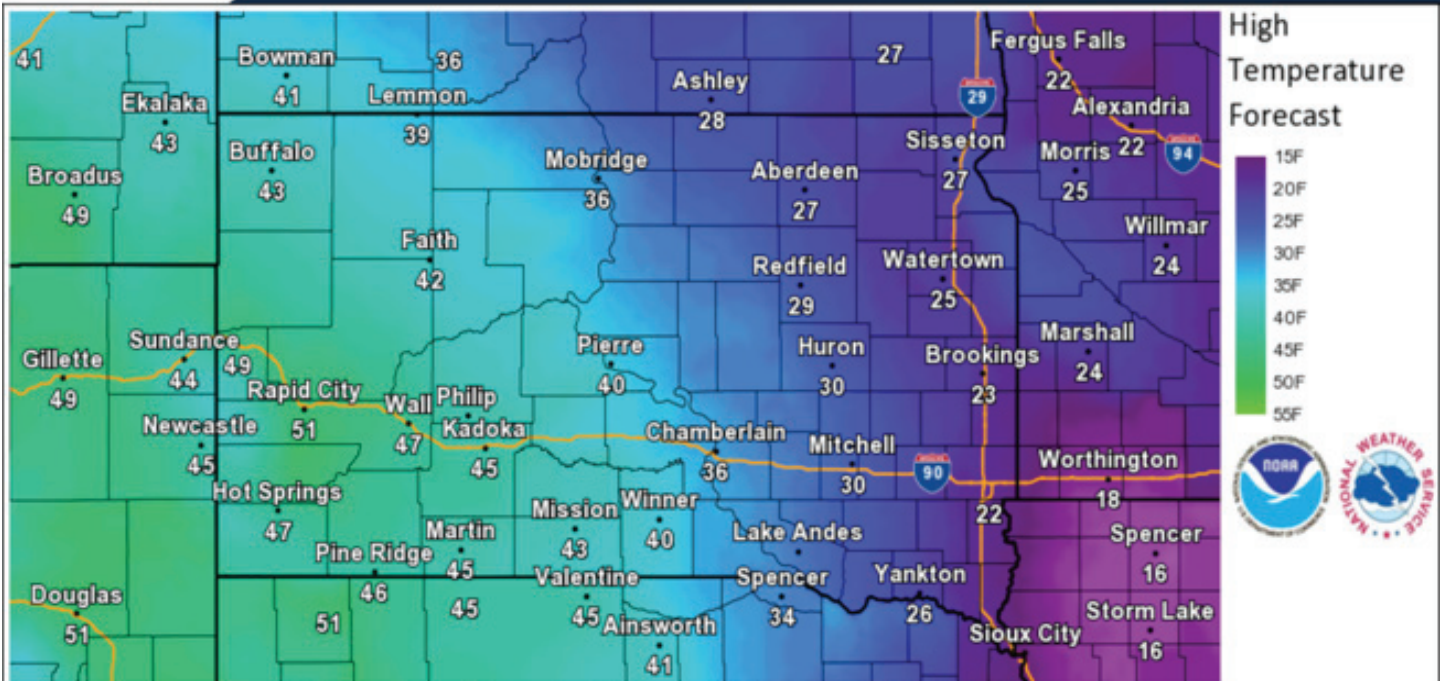 High
Temperature
Forecast
15F
20F
25F
30F
35F
40F
45F
50F
55F
NOAA
NATIONAL WEATHER SERVICE
41
Bowman
41
36
Lemmon
39
Ashley
28
27
29
Fergus Falls
22
Alexandria
22
94
Ekalaka
43
Buffalo
43
Mobridge
36
Aberdeen
27
Sisseton
27
Morris
25
Broadus
49
Faith
42
Redfield
29
Watertown
25
Willmar
24
Gillette
49
Sundance
44
49
Rapid City
51
Wall
47
Philip
Kadoka
45
Pierre
40
Huron
30
Brookings
23
Marshall
24
Newcastle
45
Chamberlain
36
Mitchell
30
90
Worthington
18
Hot Springs
47
Pine Ridge
46
Martin
45
Mission
43
Winner
40
Lake Andes
22
Spencer
16
Douglas
51
51
45
Valentine
45
Ainsworth
41
Spencer
34
Yankton
26
Sioux City
Storm Lake
16